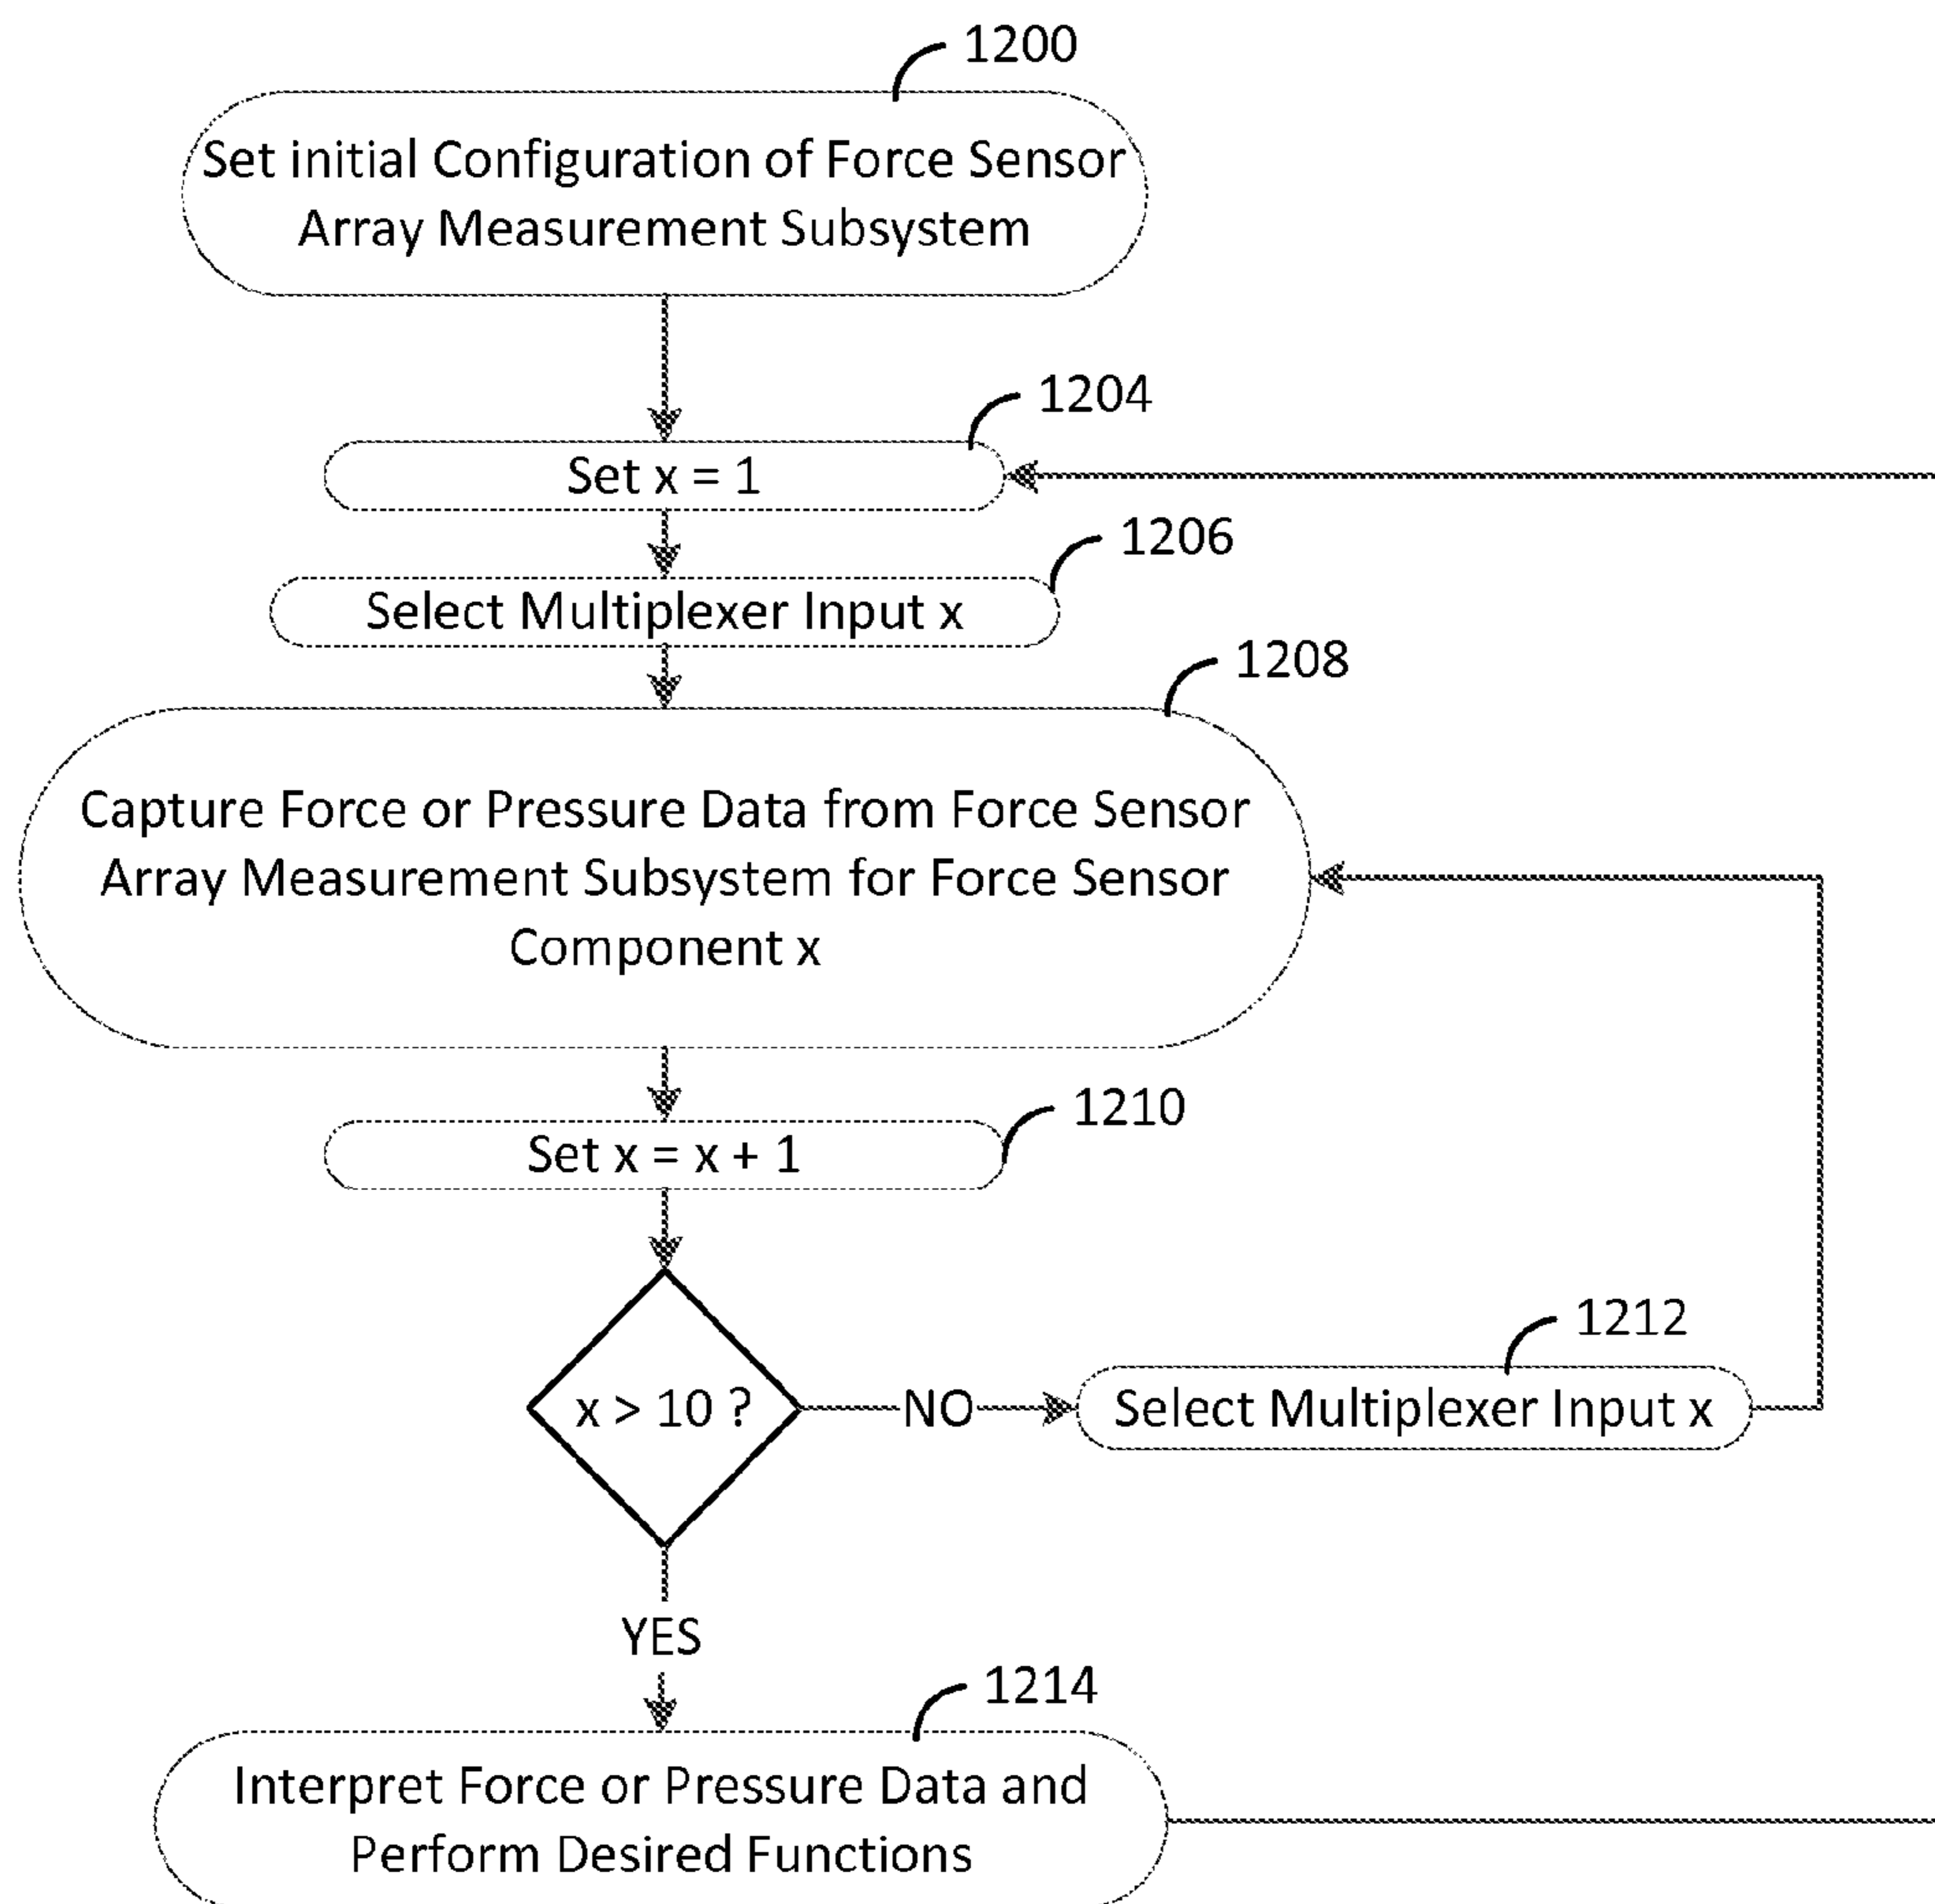 1200
Set initial Configuration of Force Sensor
Array Measurement Subsystem
1204
Set x = 1
1206
Select Multiplexer Input x
1208
Capture Force or Pressure Data from Force Sensor
Array Measurement Subsystem for Force Sensor
Component x
1210
Set x = x + 1
x > 10 ?
NO
1212
Select Multiplexer Input x
YES
1214
Interpret Force or Pressure Data and
Perform Desired Functions